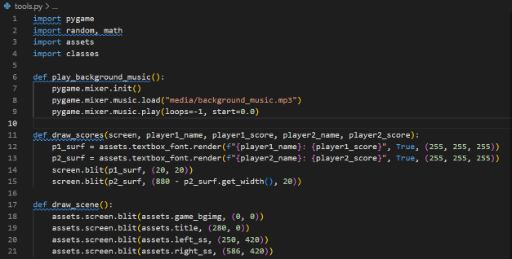 tools.py > ...
1 import pygame
2 import random, math
3 import assets
4 import classes
5
6 def play_background_music():
7     pygame.mixer.init()
8     pygame.mixer.music.load("media/background_music.mp3")
9     pygame.mixer.music.play(loops=-1, start=0.0)
10
11 def draw_scores(screen, player1_name, player1_score, player2_name, player2_score):
12     p1_surf = assets.textbox_font.render(f"{player1_name}: {player1_score}", True, (255, 255, 255))
13     p2_surf = assets.textbox_font.render(f"{player2_name}: {player2_score}", True, (255, 255, 255))
14     screen.blit(p1_surf, (20, 20))
15     screen.blit(p2_surf, (880 - p2_surf.get_width(), 20))
16
17 def draw_scene():
18     assets.screen.blit(assets.game_bgimg, (0, 0))
19     assets.screen.blit(assets.title, (280, 0))
20     assets.screen.blit(assets.left_ss, (250, 420))
21     assets.screen.blit(assets.right_ss, (586, 420))